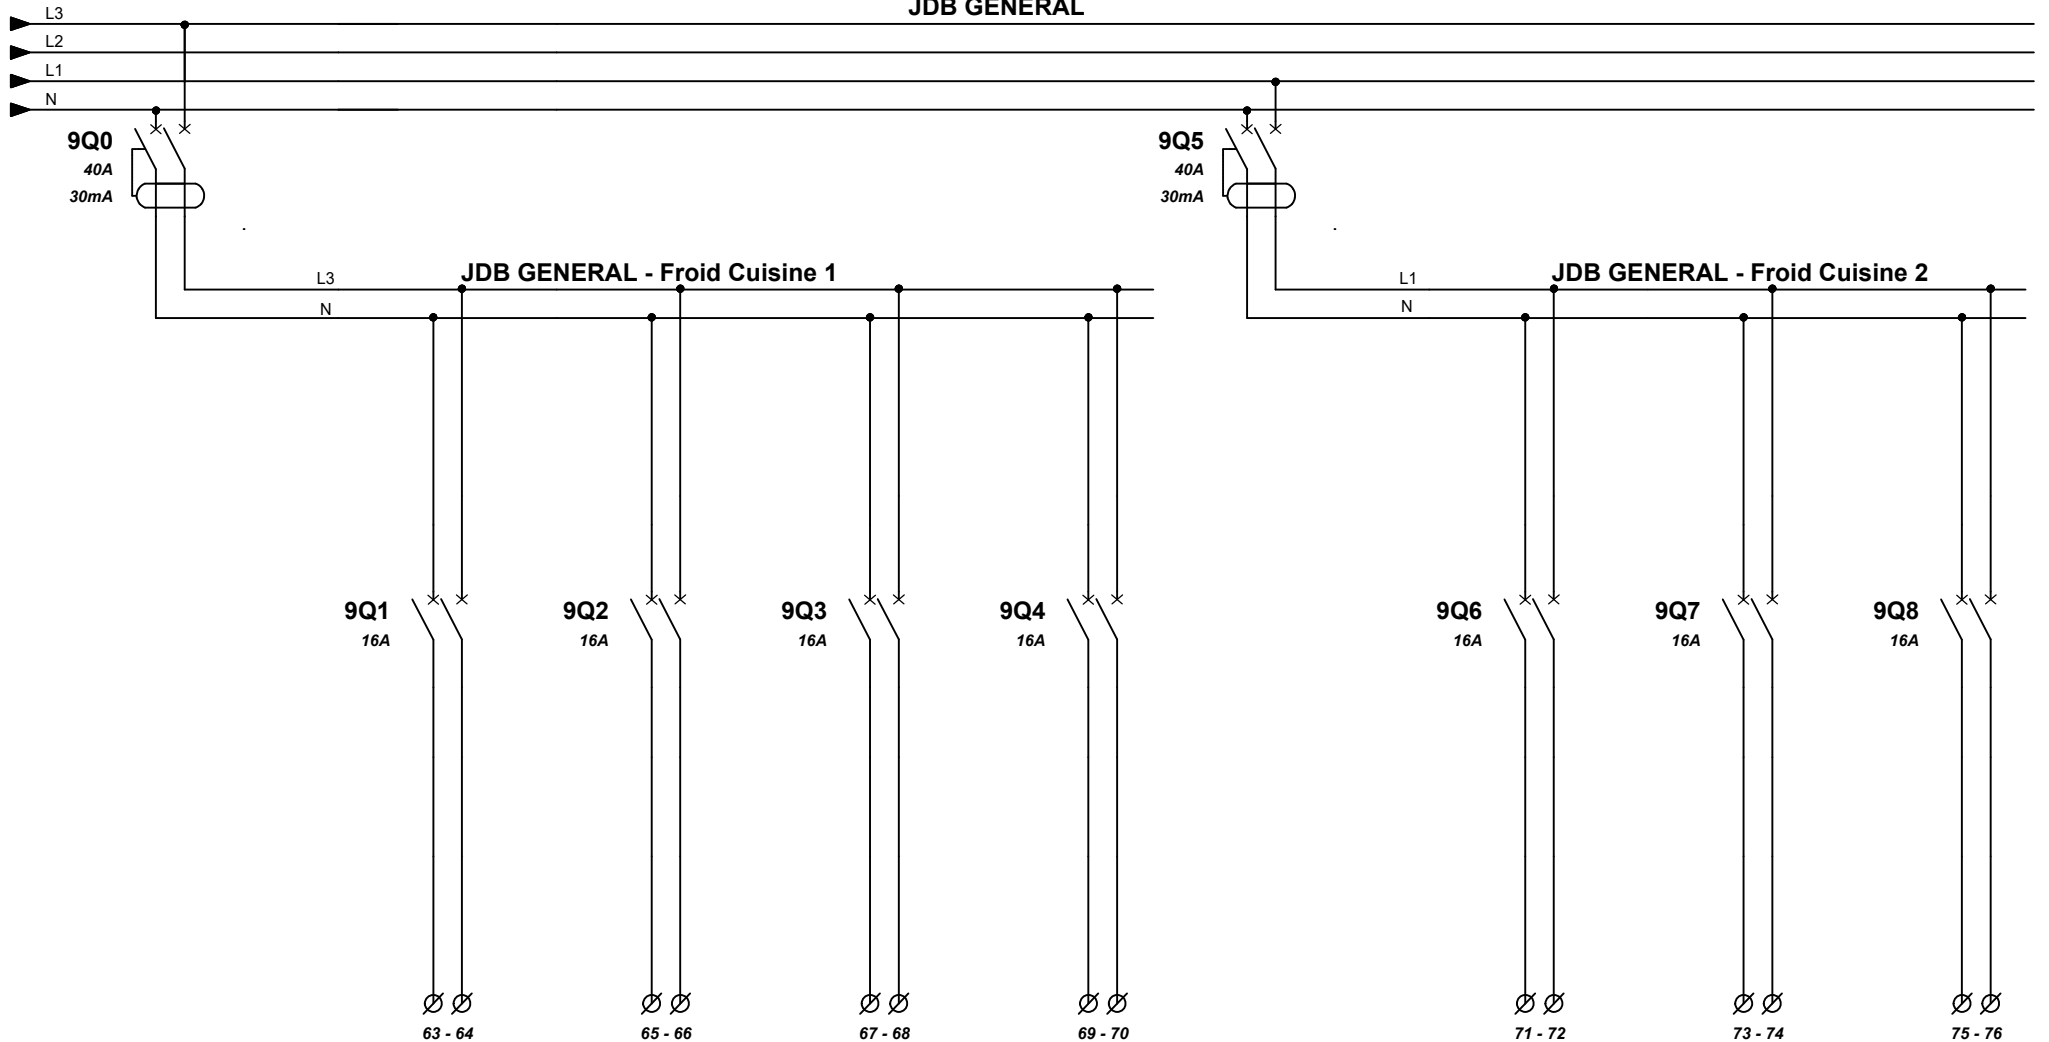 JDB GENERAL
L3
L2
L1
N
9Q0
40A
30mA
9Q5
40A
30mA
JDB GENERAL - Froid Cuisine 1
L3
N
JDB GENERAL - Froid Cuisine 2
L1
N
9Q1
16A
9Q2
16A
9Q3
16A
9Q4
16A
9Q6
16A
9Q7
16A
9Q8
16A
63 - 64
65 - 66
67 - 68
69 - 70
71 - 72
73 - 74
75 - 76